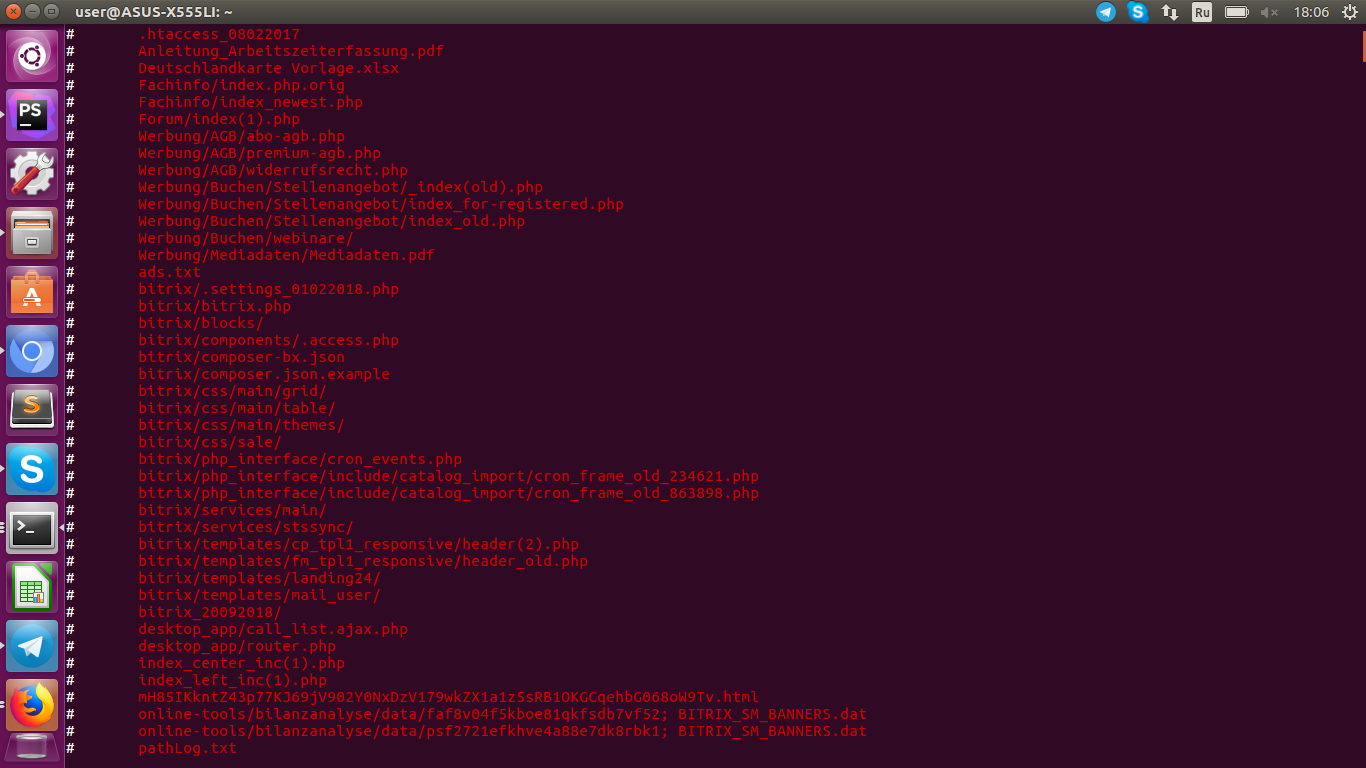 user@ASUS-X555LI: ~
Ru
18:06
# .htaccess_08022017
# Anleitung_Arbeitszeiterfassung.pdf
# Deutschlandkarte Vorlage.xlsx
# Fachinfo/index.php.orig
# Fachinfo/index_newest.php
# Forum/index(1).php
# Werbung/AGB/abo-agb.php
# Werbung/AGB/premium-agb.php
# Werbung/AGB/widerrufsrecht.php
# Werbung/Buchen/Stellenangebot/_index(old).php
# Werbung/Buchen/Stellenangebot/index_for-registered.php
# Werbung/Buchen/Stellenangebot/index_old.php
# Werbung/Buchen/webinare/
# Werbung/Mediadaten/Mediadaten.pdf
# ads.txt
# bitrix/.settings_01022018.php
# bitrix/bitrix.php
# bitrix/blocks/
# bitrix/components/.access.php
# bitrix/composer-bx.json
# bitrix/composer.json.example
# bitrix/css/main/grid/
# bitrix/css/main/table/
# bitrix/css/main/themes/
# bitrix/css/sale/
# bitrix/php_interface/cron_events.php
# bitrix/php_interface/include/catalog_import/cron_frame_old_234621.php
# bitrix/php_interface/include/catalog_import/cron_frame_old_863898.php
# bitrix/services/main/
# bitrix/services/stssync/
# bitrix/templates/cp_tpl1_responsive/header(2).php
# bitrix/templates/fm_tpl1_responsive/header_old.php
# bitrix/templates/landing24/
# bitrix/templates/mail_user/
# bitrix_20092018/
# desktop_app/call_list.ajax.php
# desktop_app/router.php
# index_center_inc(1).php
# index_left_inc(1).php
# mH85IKkntZ43p77KJ69jV902Y0NxDzV179wkZX1a1z5sRB1OKGCqehbG068oW9Tv.html
# online-tools/bilanzanalyse/data/faf8v04f5kboe81qkfsdb7vf52; BITRIX_SM_BANNERS.dat
# online-tools/bilanzanalyse/data/psf2721efkhve4a88e7dk8rbk1; BITRIX_SM_BANNERS.dat
# pathLog.txt